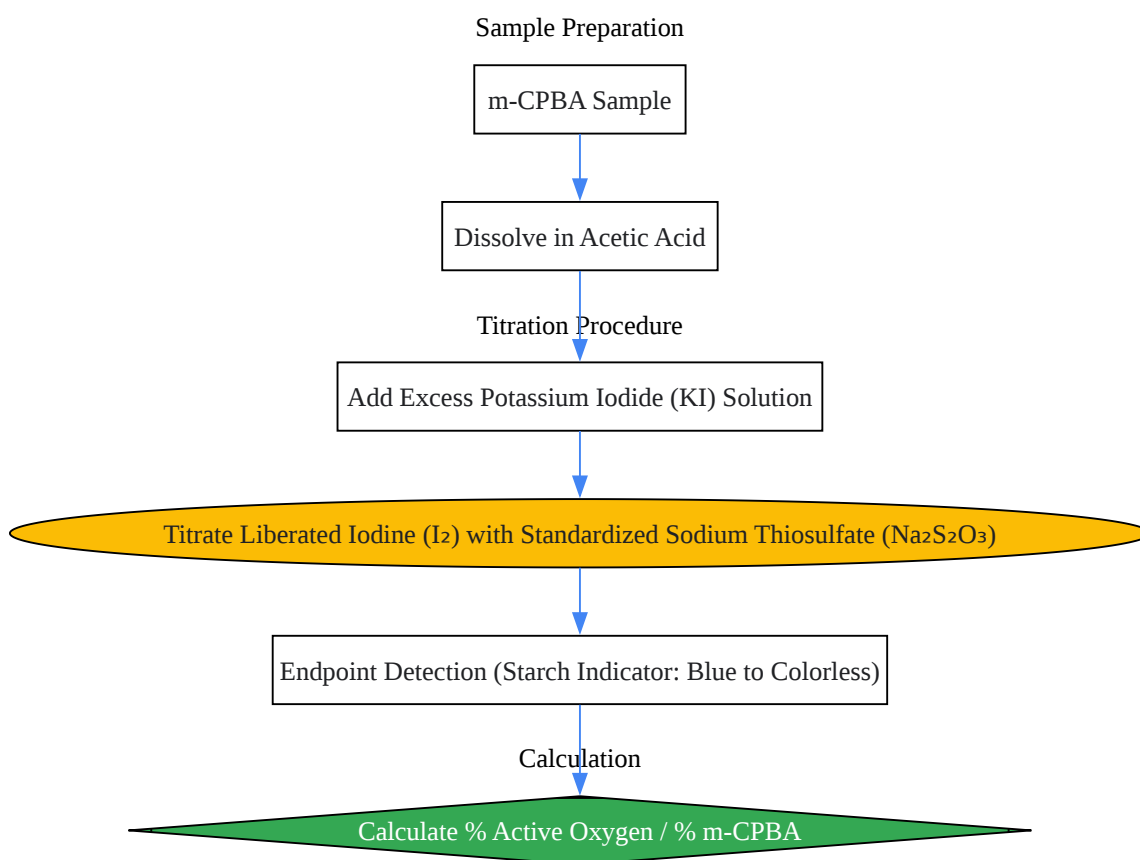 Sample Preparation
m-CPBA Sample
Dissolve in Acetic Acid
Titration Procedure
Add Excess Potassium Iodide (KI) Solution
Titrate Liberated Iodine (I₂) with Standardized Sodium Thiosulfate (Na₂S₂O₃)
Endpoint Detection (Starch Indicator: Blue to Colorless)
Calculation
Calculate % Active Oxygen / % m-CPBA